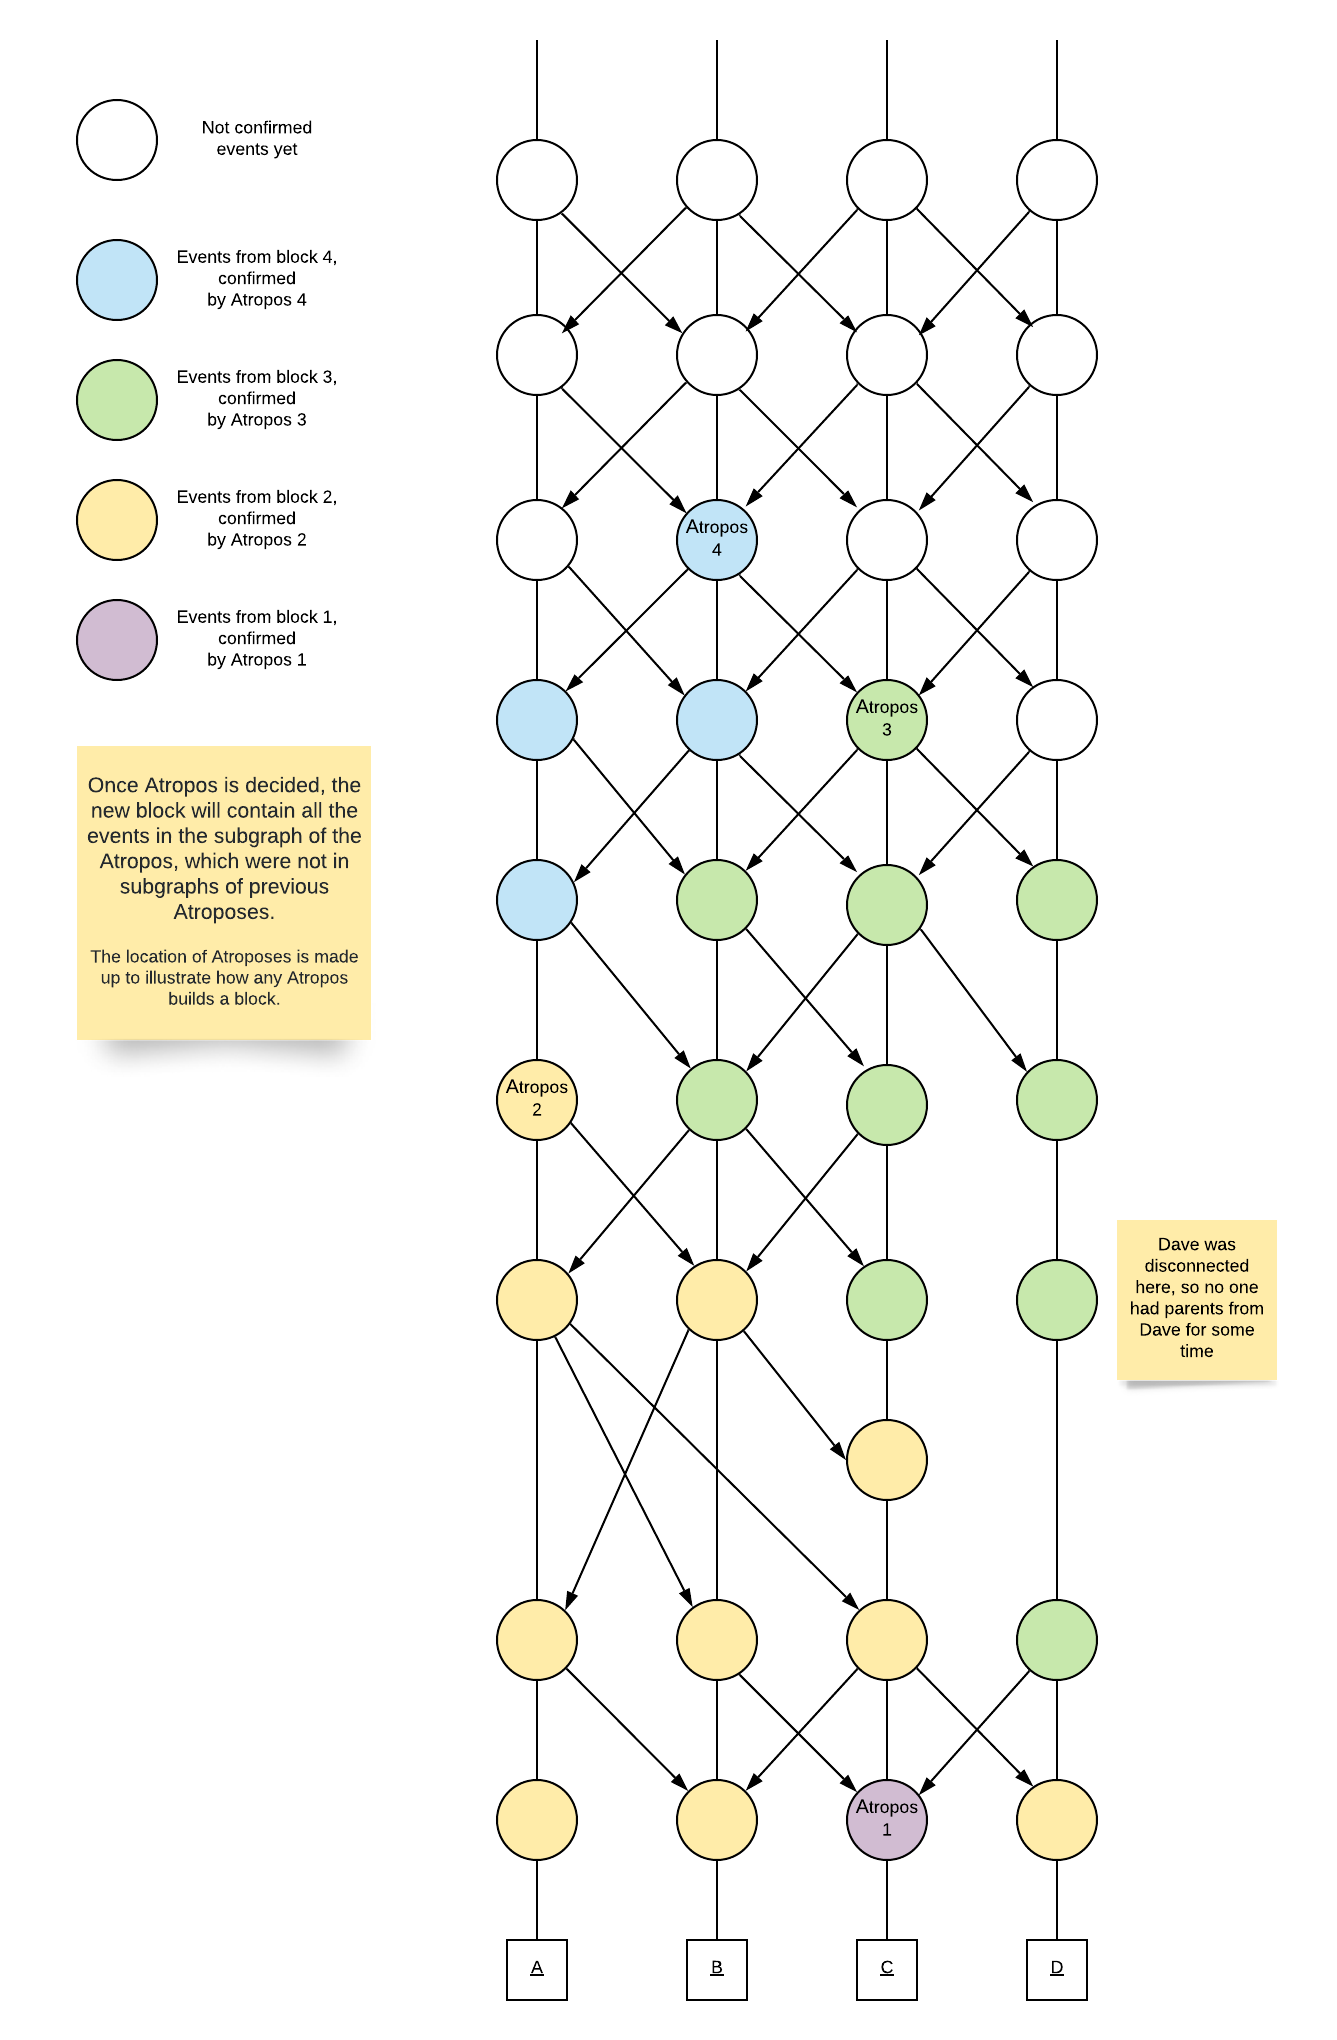 Not confirmed
events yet
Events from block 4,
confirmed
by Atropos 4
Events from block 3,
confirmed
by Atropos 3
Events from block 2,
confirmed
by Atropos 2
Events from block 1,
confirmed
by Atropos 1
Once Atropos is decided, the
new block will contain all the
events in the subgraph of the
Atropos, which were not in
subgraphs of previous
Atroposes.
The location of Atroposes is made
up to illustrate how any Atropos
builds a block.
Atropos
4
Atropos
3
Atropos
2
Dave was
disconnected
here, so no one
had parents from
Dave for some
time
Atropos
1
A
B
C
D